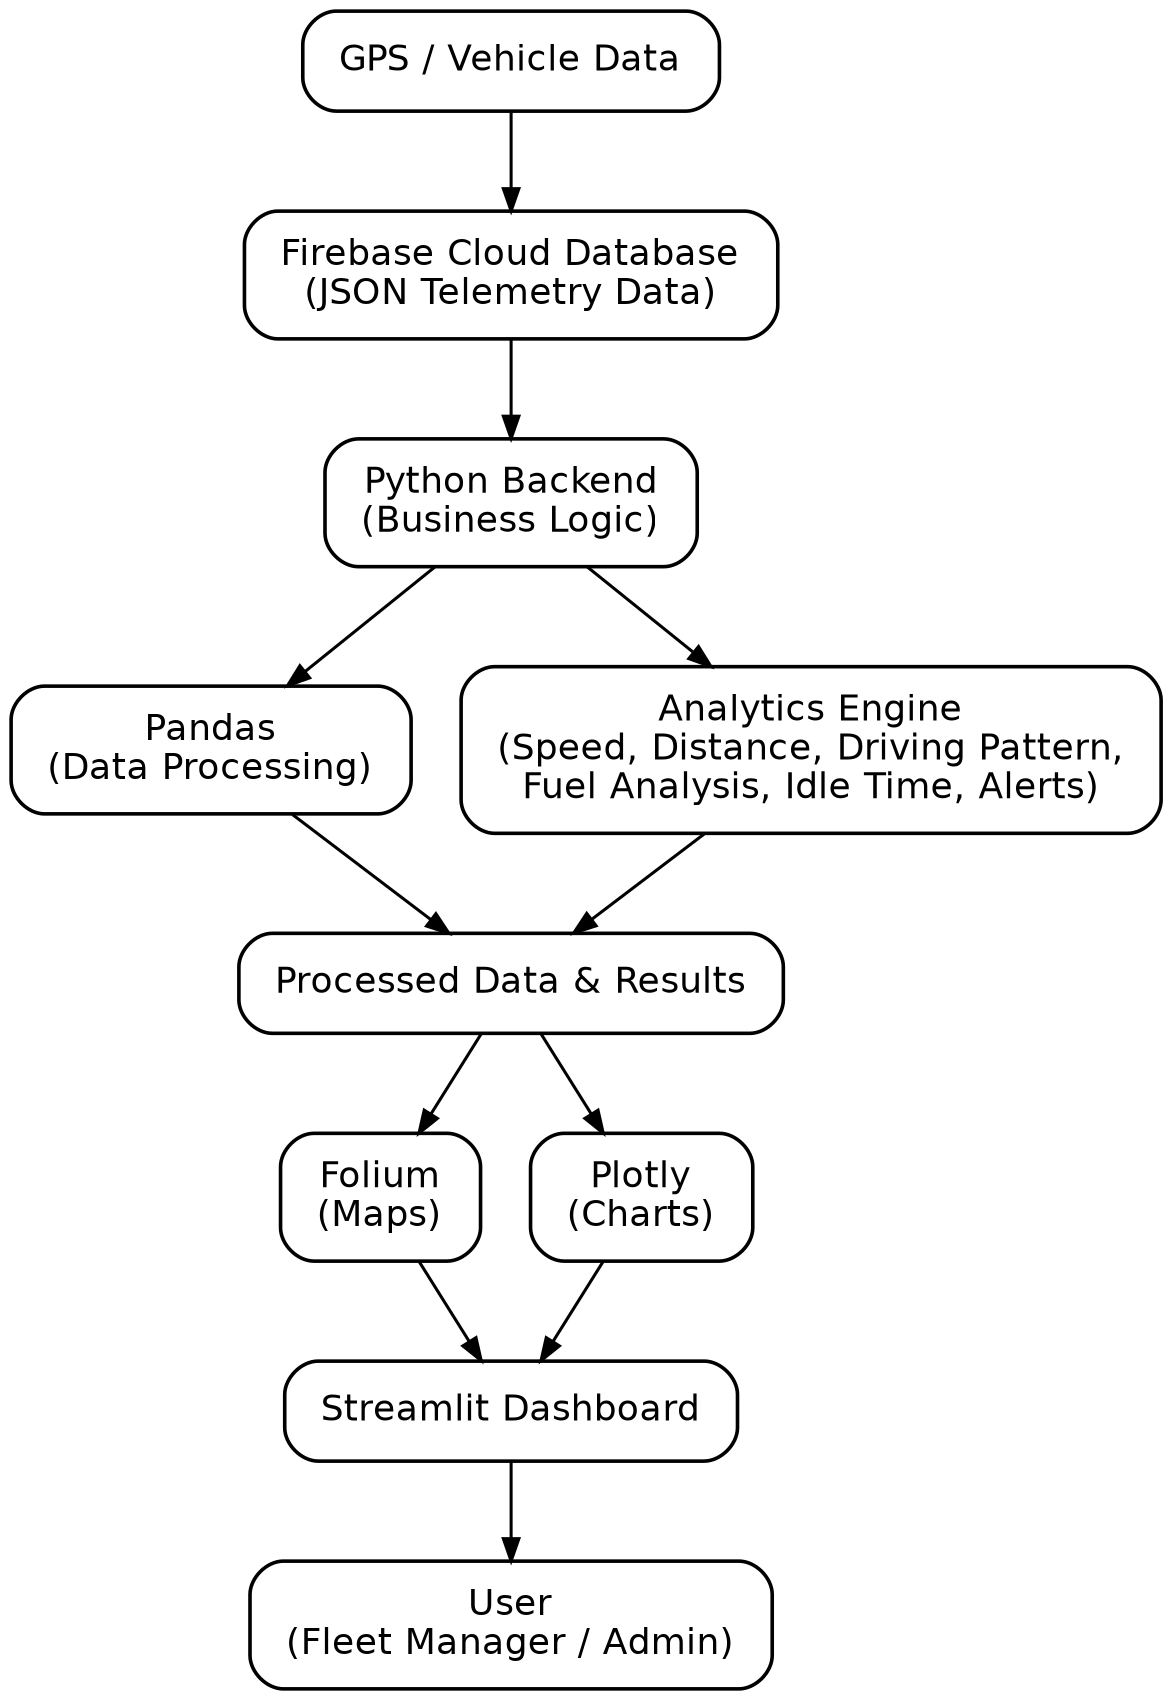 GPS / Vehicle Data
Firebase Cloud Database
(JSON Telemetry Data)
Python Backend
(Business Logic)
Pandas
(Data Processing)
Analytics Engine
(Speed, Distance, Driving Pattern,
Fuel Analysis, Idle Time, Alerts)
Processed Data & Results
Folium
(Maps)
Plotly
(Charts)
Streamlit Dashboard
User
(Fleet Manager / Admin)